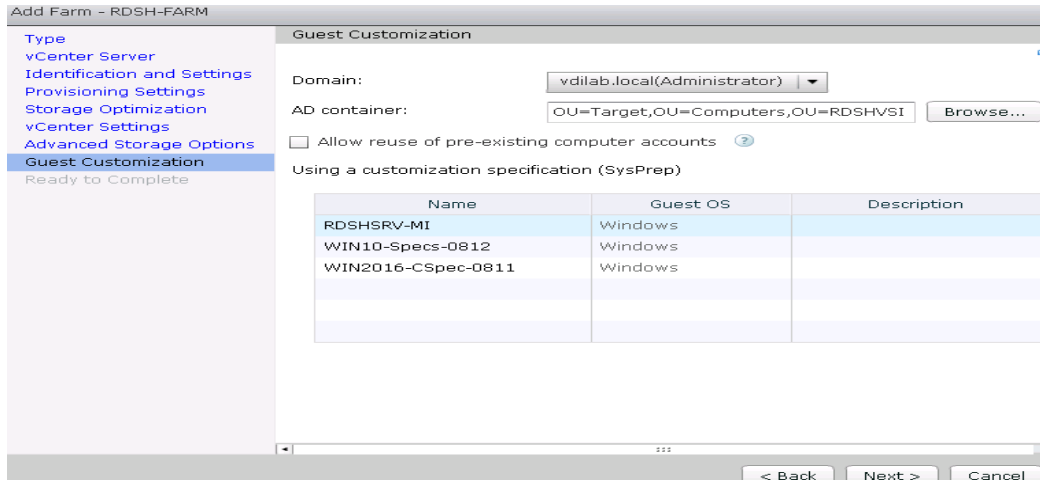 Add Farm - RDSH-FARM
Type
vCenter Server
Identification and Settings
Provisioning Settings
Storage Optimization
vCenter Settings
Advanced Storage Options
Guest Customization
Ready to Complete
Guest Customization
Domain: vdilab.local(Administrator)
AD container: OU=Target,OU=Computers,OU=RDSHVSI Browse...
Allow reuse of pre-existing computer accounts ?
Using a customization specification (SysPrep)
Name Guest OS Description
RDSHSRV-MI Windows
WIN10-Specs-0812 Windows
WIN2016-CSpec-0811 Windows
< Back Next > Cancel